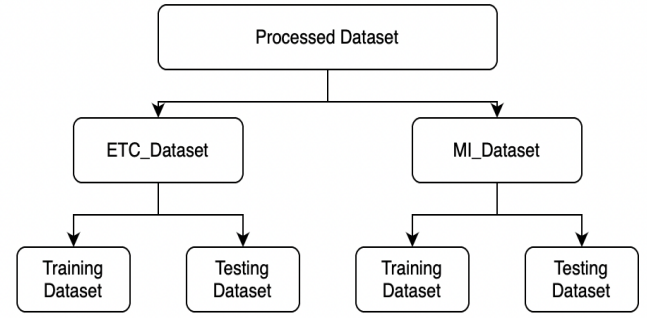 Processed Dataset
ETC_Dataset
MI_Dataset
Training
Dataset
Testing
Dataset
Training
Dataset
Testing
Dataset